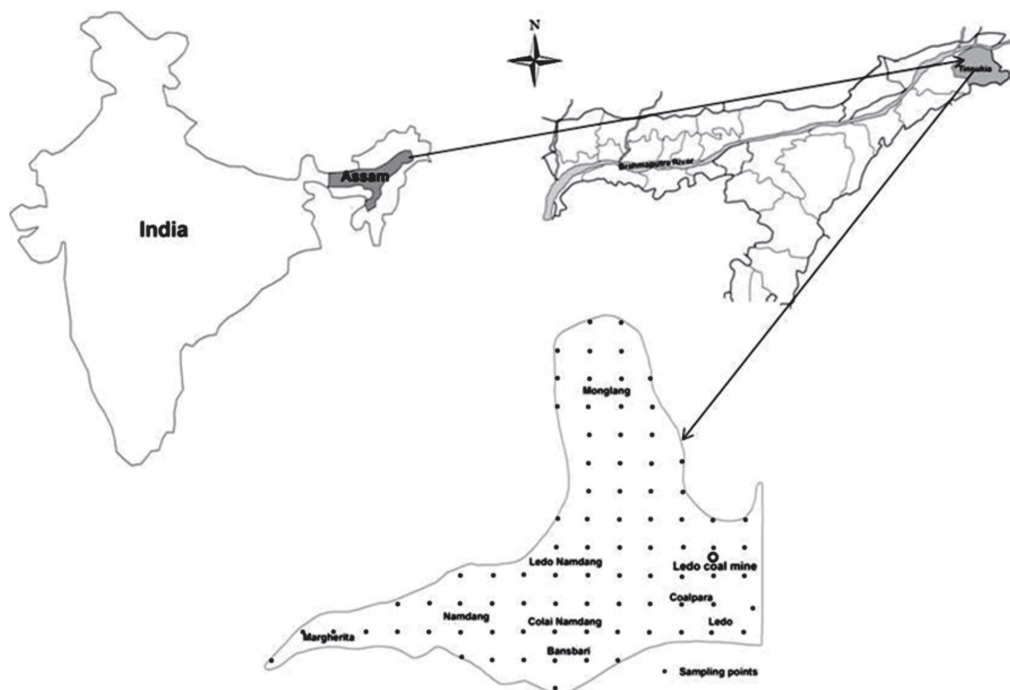 N
Tinsukia
Brahmaputra River
Assam
India
Monglang
Ledo Namdang
Ledo coal mine
Coalpara
Namdang
Colai Namdang
Ledo
Margherita
Bansbari
Sampling points